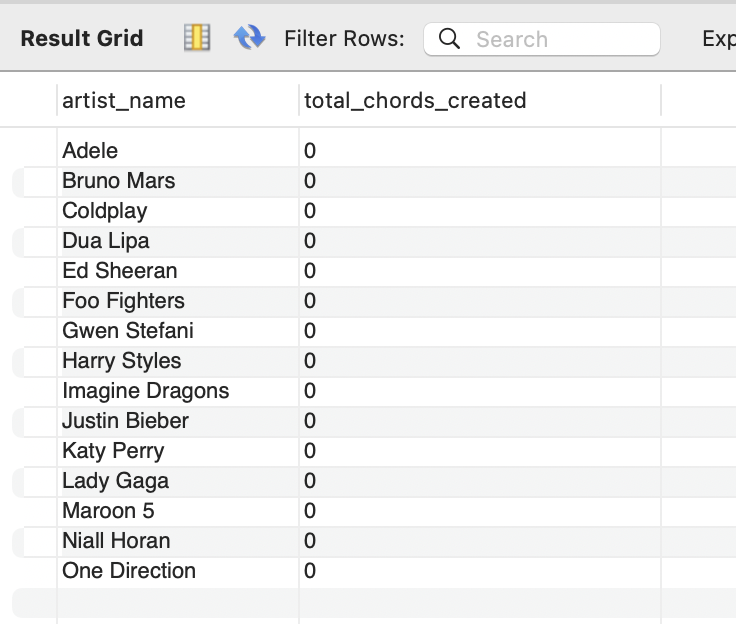 Result Grid Filter Rows: Search Exp
artist_name total_chords_created
Adele 0
Bruno Mars 0
Coldplay 0
Dua Lipa 0
Ed Sheeran 0
Foo Fighters 0
Gwen Stefani 0
Harry Styles 0
Imagine Dragons 0
Justin Bieber 0
Katy Perry 0
Lady Gaga 0
Maroon 5 0
Niall Horan 0
One Direction 0